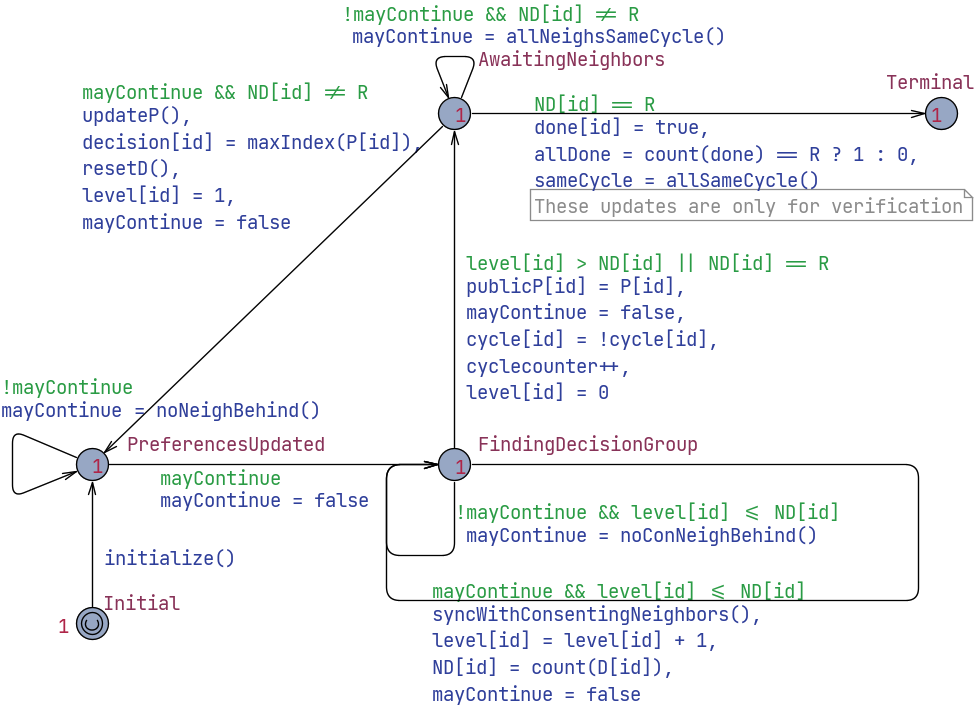 !mayContinue && ND[id] != R
mayContinue = allNeighsSameCycle()
AwaitingNeighbors
1
Terminal
1
mayContinue && ND[id] != R
updateP(),
decision[id] = maxIndex(P[id]),
resetD(),
level[id] = 1,
mayContinue = false
ND[id] == R
done[id] = true,
allDone = count(done) == R ? 1 : 0,
sameCycle = allSameCycle()
These updates are only for verification
level[id] > ND[id] || ND[id] == R
publicP[id] = P[id],
mayContinue = false,
cycle[id] = !cycle[id],
cyclecounter++,
level[id] = 0
!mayContinue
mayContinue = noNeighBehind()
PreferencesUpdated
1
mayContinue
mayContinue = false
FindingDecisionGroup
1
!mayContinue && level[id] <= ND[id]
mayContinue = noConNeighBehind()
initialize()
Initial
1
mayContinue && level[id] <= ND[id]
syncWithConsentingNeighbors(),
level[id] = level[id] + 1,
ND[id] = count(D[id]),
mayContinue = false